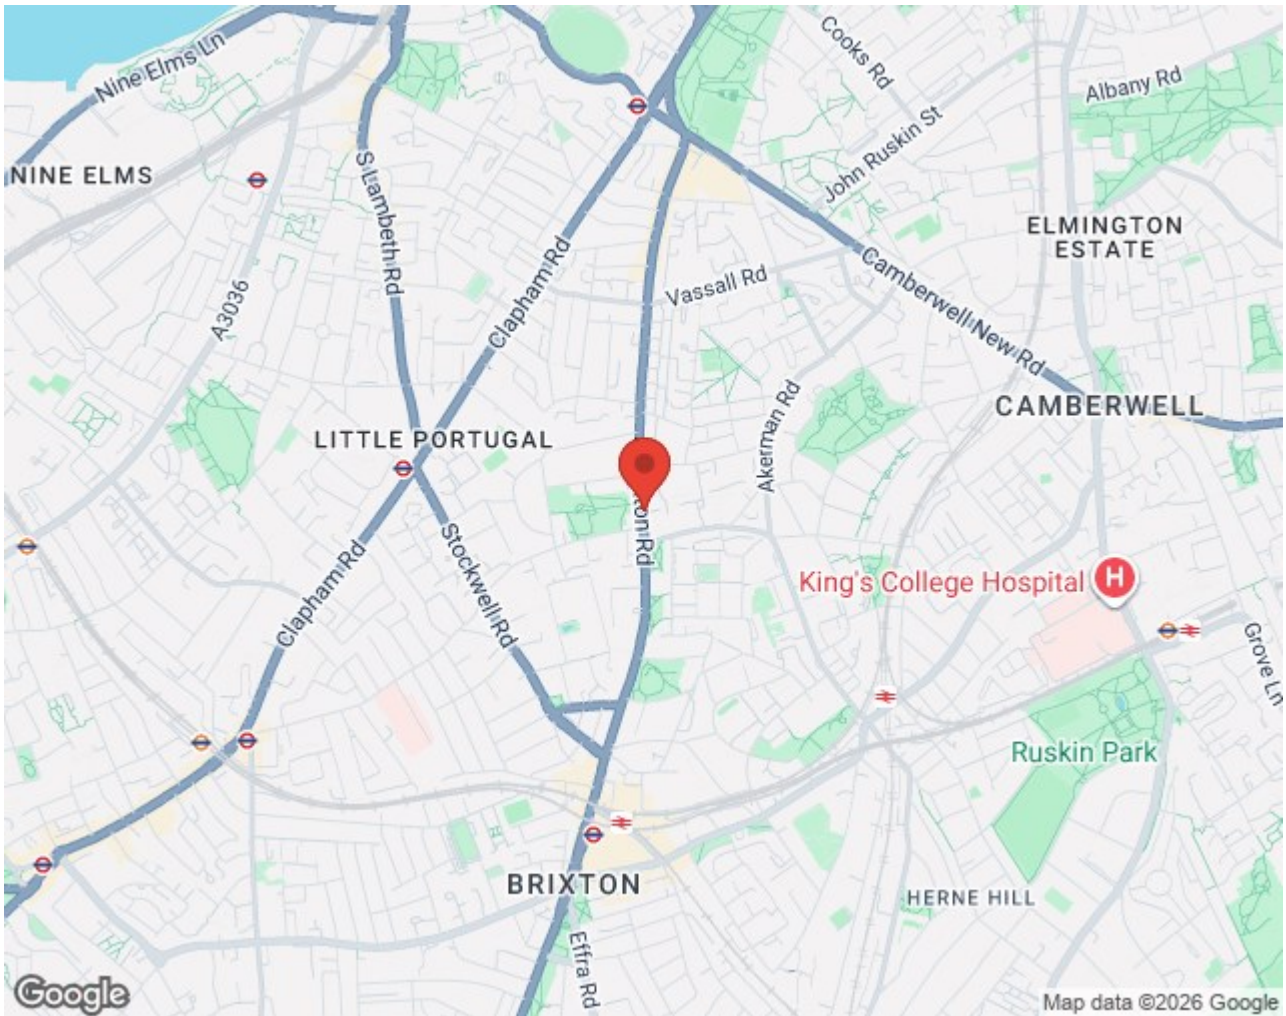 Nine Elms Ln
Cooks Rd
Albany Rd
John Ruskin St
NINE ELMS
S Lambeth Rd
ELMINGTON
ESTATE
Clapham Rd
Camberwell New Rd
Vassall Rd
A3036
Akerman Rd
CAMBERWELL
LITTLE PORTUGAL
ton Rd
Stockwell Rd
Clapham Rd
King's College Hospital
H
Grove Ln
Ruskin Park
BRIXTON
HERNE HILL
Effra Rd
Google
Map data ©2026 Google